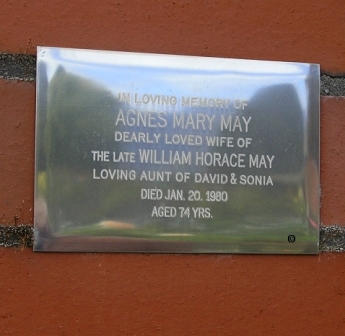 IN LOVING MEMORY OF
AGNES MARY MAY
DEARLY LOVED WIFE OF
THE LATE WILLIAM HORACE MAY
LOVING AUNT OF DAVID & SONIA
DIED JAN. 20. 1980
AGED 74 YRS.